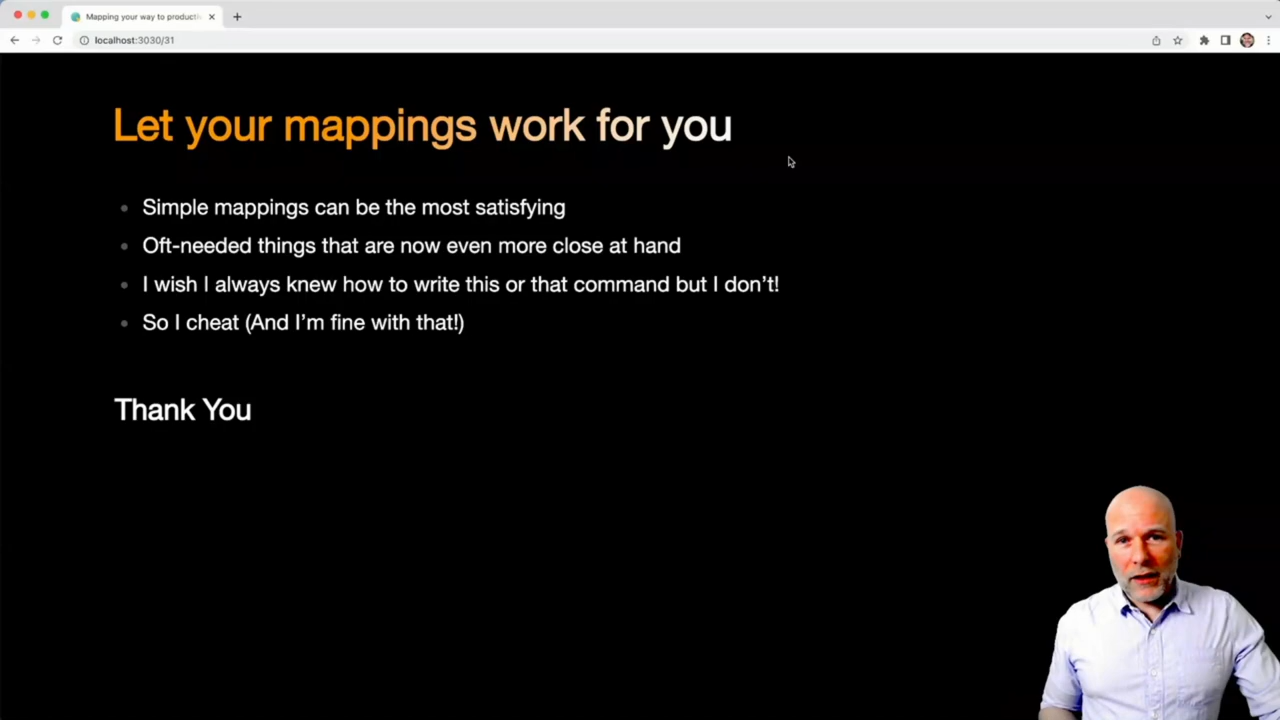 Mapping your way to producti
localhost:3030/31
Let your mappings work for you
Simple mappings can be the most satisfying
Oft-needed things that are now even more close at hand
I wish I always knew how to write this or that command but I don’t!
So I cheat (And I’m fine with that!)
Thank You